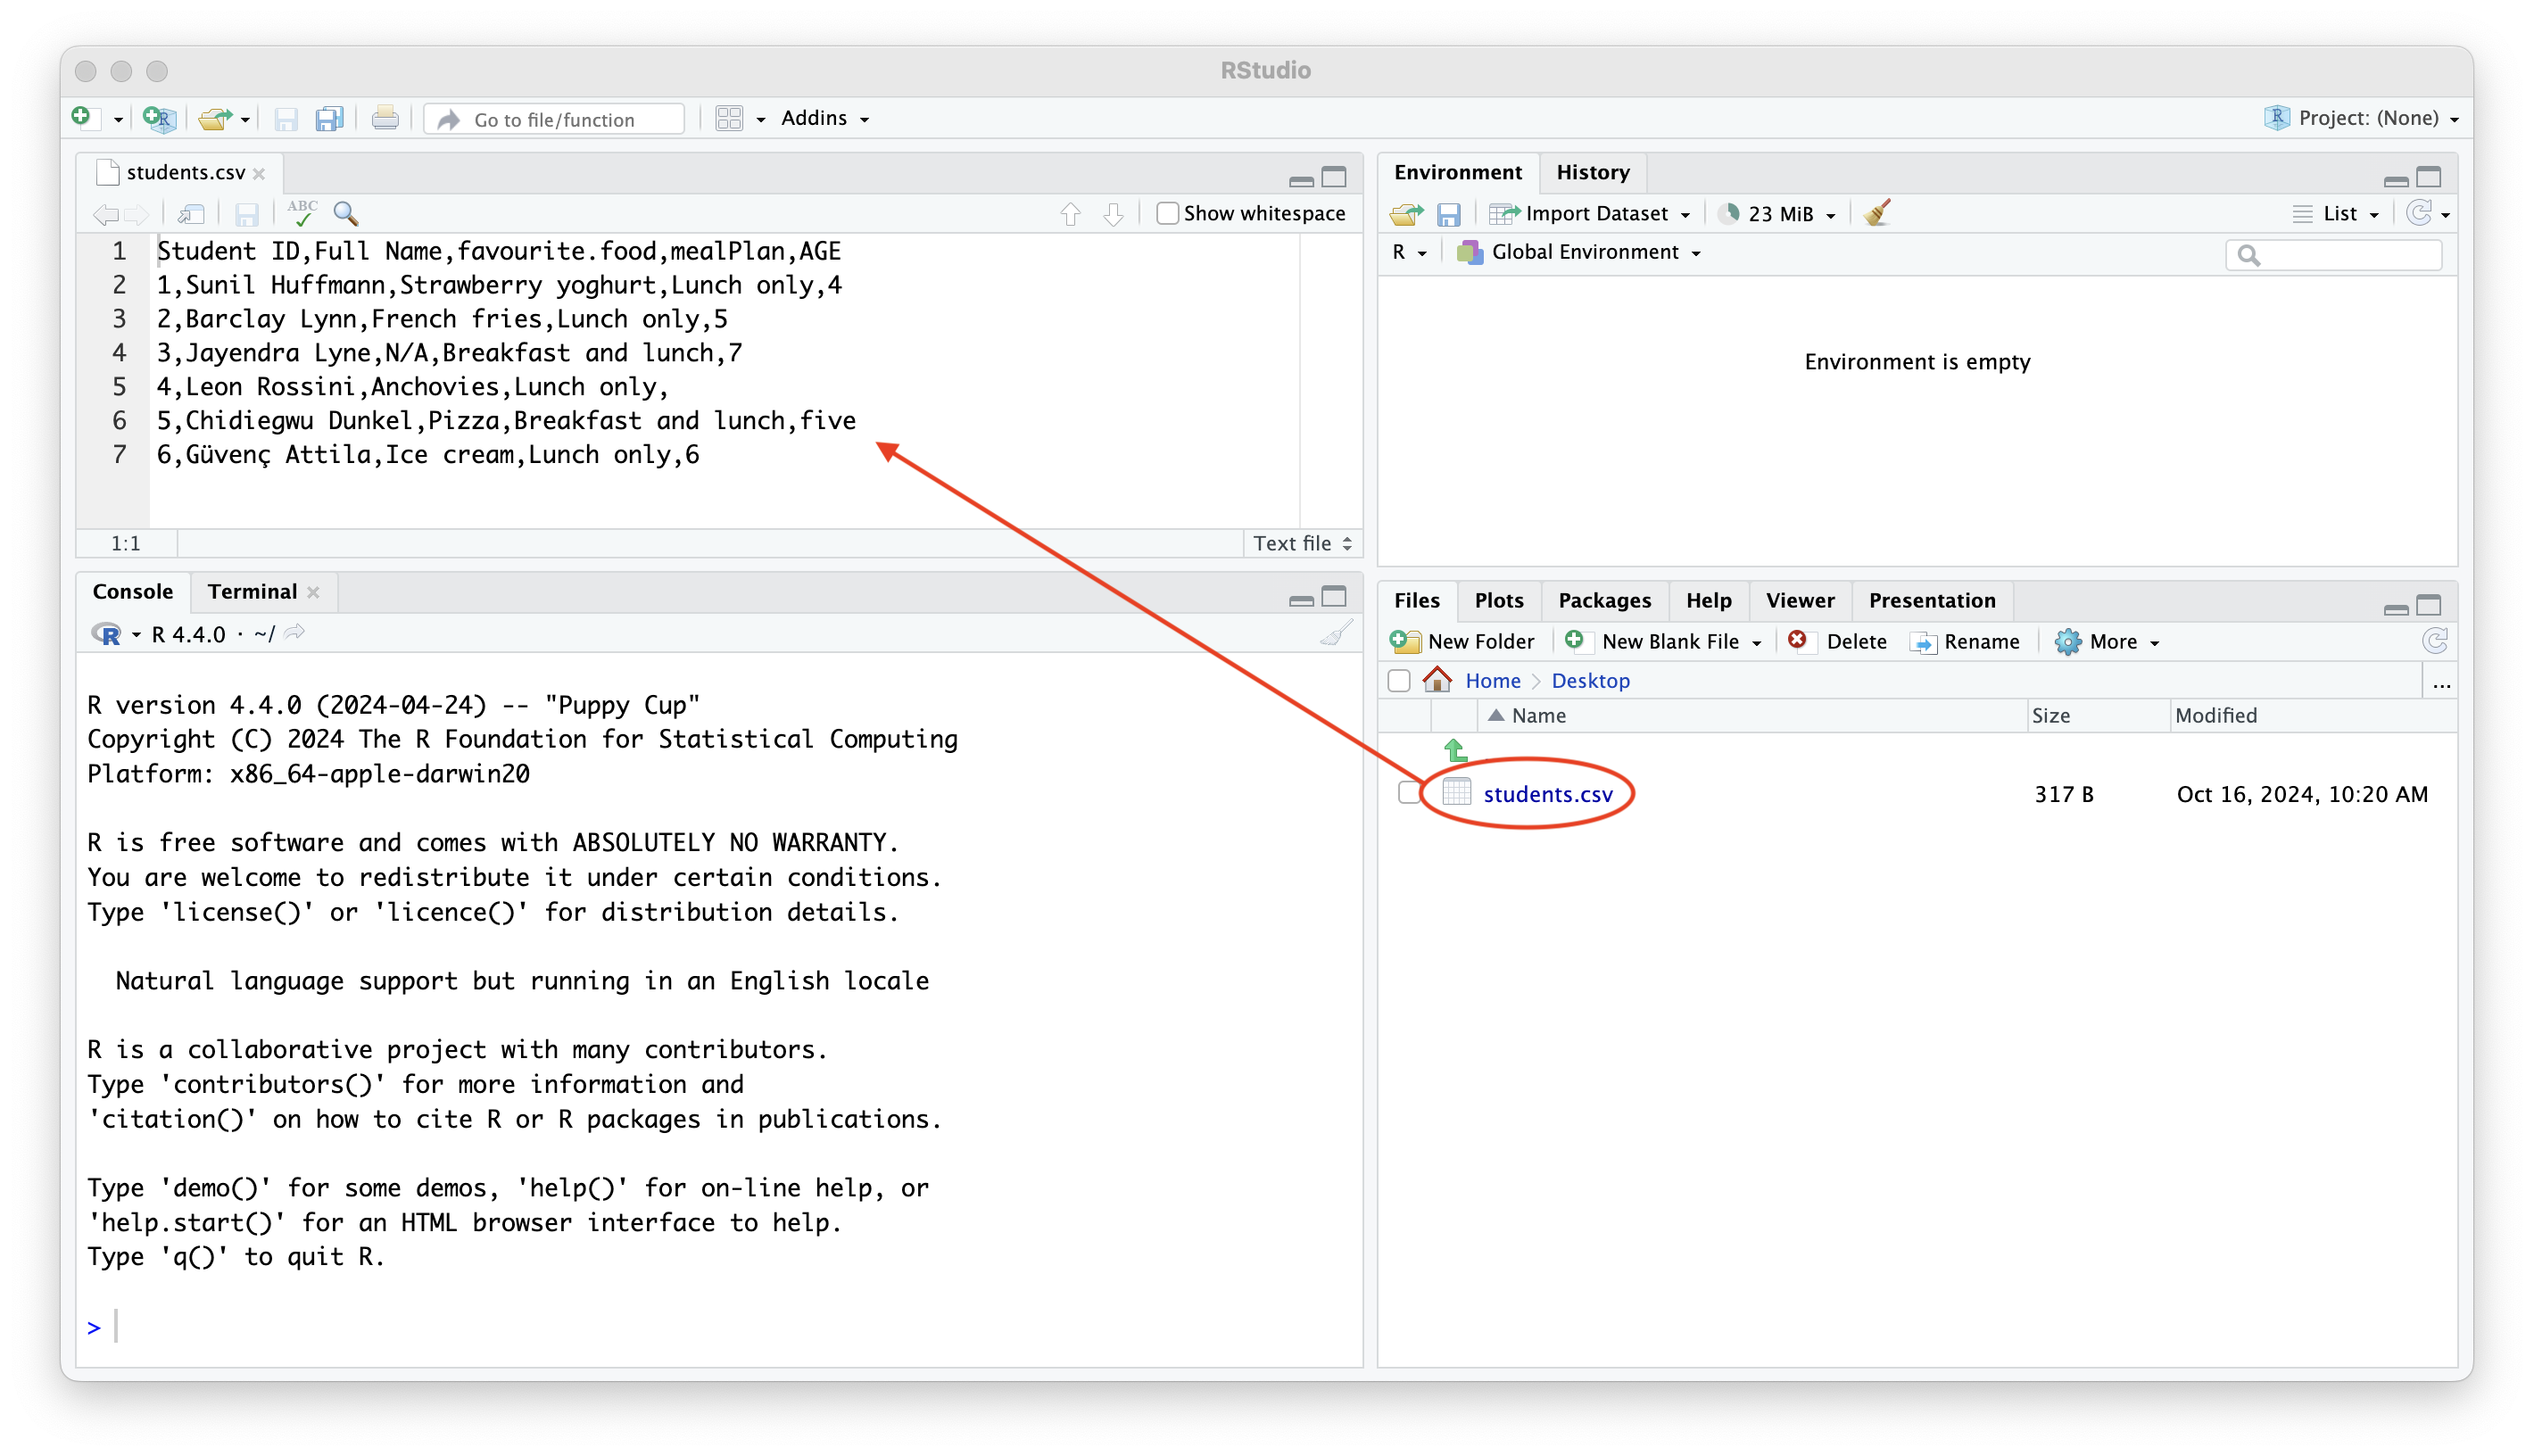 RStudio
Go to file/function
Addins
Project: (None)
students.csv
ABC
Show whitespace
1 Student ID,Full Name,favourite.food,mealPlan,AGE
2 1,Sunil Huffmann,Strawberry yoghurt,Lunch only,4
3 2,Barclay Lynn,French fries,Lunch only,5
4 3,Jayendra Lyne,N/A,Breakfast and lunch,7
5 4,Leon Rossini,Anchovies,Lunch only,
6 5,Chidiegwu Dunkel,Pizza,Breakfast and lunch,five
7 6,Güvenç Attila,Ice cream,Lunch only,6
1:1
Text file
Console Terminal
R 4.4.0 · ~/
R version 4.4.0 (2024-04-24) -- "Puppy Cup"
Copyright (C) 2024 The R Foundation for Statistical Computing
Platform: x86_64-apple-darwin20
R is free software and comes with ABSOLUTELY NO WARRANTY.
You are welcome to redistribute it under certain conditions.
Type 'license()' or 'licence()' for distribution details.
Natural language support but running in an English locale
R is a collaborative project with many contributors.
Type 'contributors()' for more information and
'citation()' on how to cite R or R packages in publications.
Type 'demo()' for some demos, 'help()' for on-line help, or
'help.start()' for an HTML browser interface to help.
Type 'q()' to quit R.
>
Environment History
Import Dataset 23 MiB List
R Global Environment
Environment is empty
Files Plots Packages Help Viewer Presentation
New Folder New Blank File Delete Rename More
Home Desktop ...
Name Size Modified
students.csv 317 B Oct 16, 2024, 10:20 AM